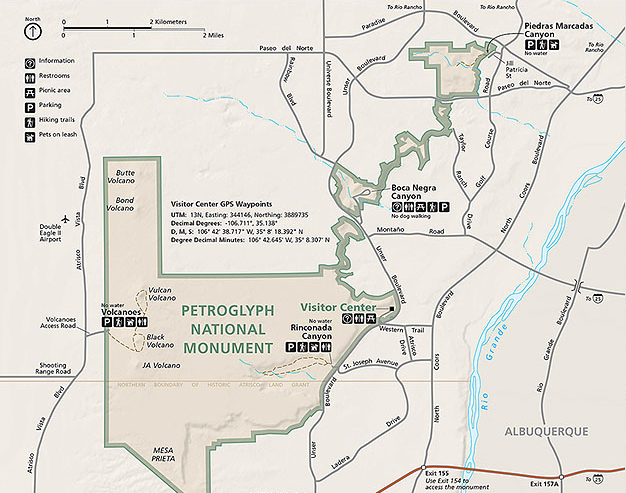 North
0 1 2 Kilometers
0 1 2 Miles
Information
Restrooms
Picnic area
Parking
Hiking trails
Pets on leash
To Rio Rancho
To Rio Rancho
To Rio Rancho
Paradise
Boulevard
Piedras Marcadas
Canyon
No water
Jill
Patricia
St
Paseo del Norte
Paseo del Norte
Rainbow
Blvd
Universe Boulevard
Unser
Boulevard
Road
To 25
Taylor
Ranch
Drive
Golf
Course
Coors
Boulevard
North
Butte
Volcano
Bond
Volcano
Visitor Center GPS Waypoints
UTM: 13N, Easting: 344146, Northing: 3889735
Decimal Degrees: -106.711°, 35.138°
D, M, S: 106° 42' 38.717" W, 35° 8' 18.392" N
Degree Decimal Minutes: 106° 42.645' W, 35° 8.307' N
Boca Negra
Canyon
No dog walking
Montaño Road
Double
Eagle II
Airport
Atrisco
Vista
Blvd
Unser
Boulevard
Vulcan
Volcano
No water
Volcanoes
Volcanoes
Access Road
Black
Volcano
JA Volcano
PETROGLYPH
NATIONAL
MONUMENT
Visitor Center
No water
Rinconada
Canyon
Western Trail
Atrisco
Drive
To 25
Shooting
Range Road
NORTHERN BOUNDARY OF HISTORIC ATRISCO LAND GRANT
St. Joseph Avenue
Boulevard
Unser
Ladera Drive
Coors
Boulevard
North
Rio Grande
Rio
Grande
Boulevard
Atrisco
Vista
Blvd
MESA
PRIETA
ALBUQUERQUE
Exit 155
Use Exit 154 to
access the monument
Exit 157A
To 25